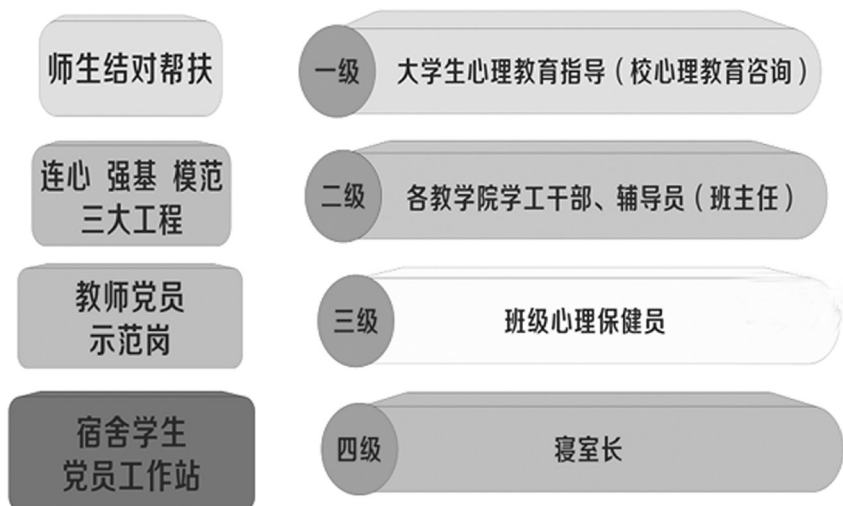 师生结对帮扶
一级 大学生心理教育指导（校心理教育咨询）
连心 强基 模范
三大工程
二级 各教学院学工干部、辅导员（班主任）
教师党员
示范岗
三级 班级心理保健员
宿舍学生
党员工作站
四级 寝室长